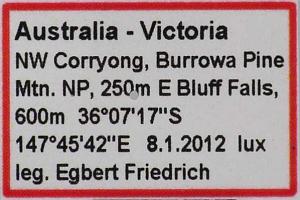 Australia - Victoria
NW Corryong, Burrowa Pine
Mtn. NP, 250m E Bluff Falls,
600m 36°07'17"S
147°45'42"E 8.1.2012 lux
leg. Egbert Friedrich